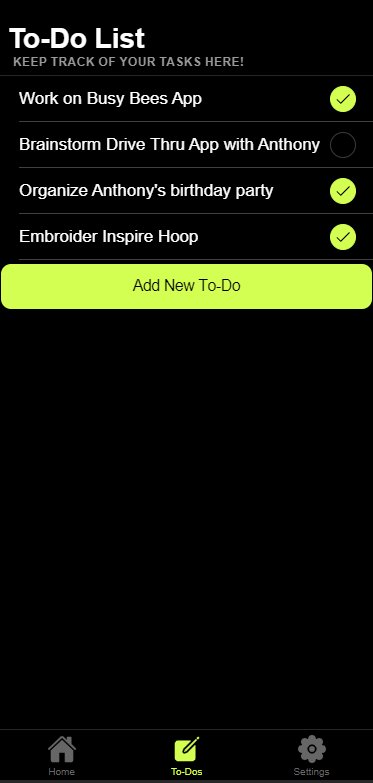 To-Do List
KEEP TRACK OF YOUR TASKS HERE!
Work on Busy Bees App
Brainstorm Drive Thru App with Anthony
Organize Anthony's birthday party
Embroider Inspire Hoop
Add New To-Do
Home To-Dos Settings